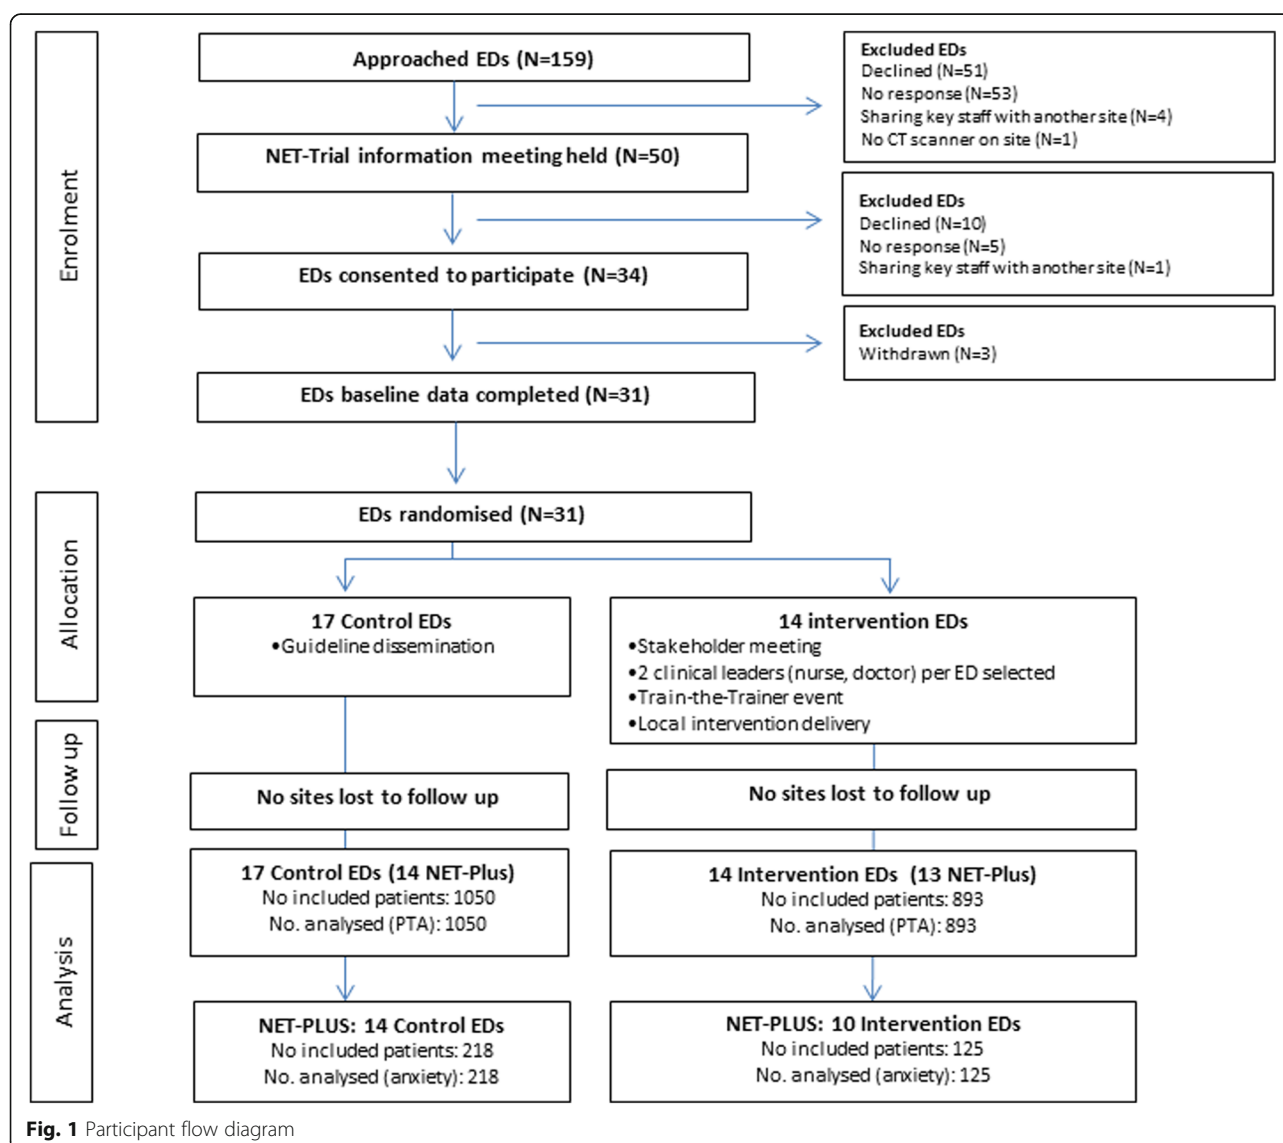 Enrolment
Approached EDs (N=159)
Excluded EDs
Declined (N=51)
No response (N=53)
Sharing key staff with another site (N=4)
No CT scanner on site (N=1)
NET-Trial information meeting held (N=50)
Excluded EDs
Declined (N=10)
No response (N=5)
Sharing key staff with another site (N=1)
EDs consented to participate (N=34)
Excluded EDs
Withdrawn (N=3)
EDs baseline data completed (N=31)
Allocation
EDs randomised (N=31)
17 Control EDs
•Guideline dissemination
14 intervention EDs
•Stakeholder meeting
•2 clinical leaders (nurse, doctor) per ED selected
•Train-the-Trainer event
•Local intervention delivery
Follow up
No sites lost to follow up
No sites lost to follow up
Analysis
17 Control EDs (14 NET-Plus)
No included patients: 1050
No. analysed (PTA): 1050
14 Intervention EDs (13 NET-Plus)
No included patients: 893
No. analysed (PTA): 893
NET-PLUS: 14 Control EDs
No included patients: 218
No. analysed (anxiety): 218
NET-PLUS: 10 Intervention EDs
No included patients: 125
No. analysed (anxiety): 125
Fig. 1 Participant flow diagram